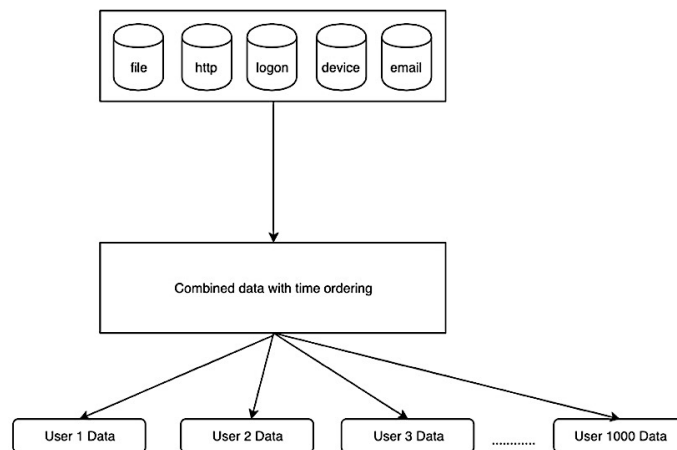 file http logon device email
Combined data with time ordering
User 1 Data User 2 Data User 3 Data ............ User 1000 Data